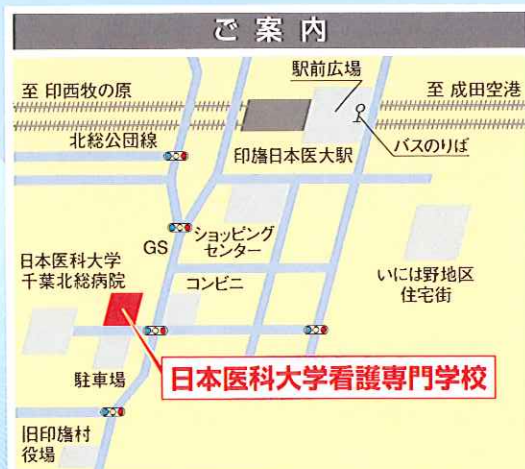 ご案内
駅前広場
至 印西牧の原
至 成田空港
北総公団線
印旛日本医大駅
バスのりば
ショッピング
センター
GS
日本医科大学
千葉北総病院
コンビニ
いには野地区
住宅街
駐車場
日本医科大学看護専門学校
旧印旛村
役場